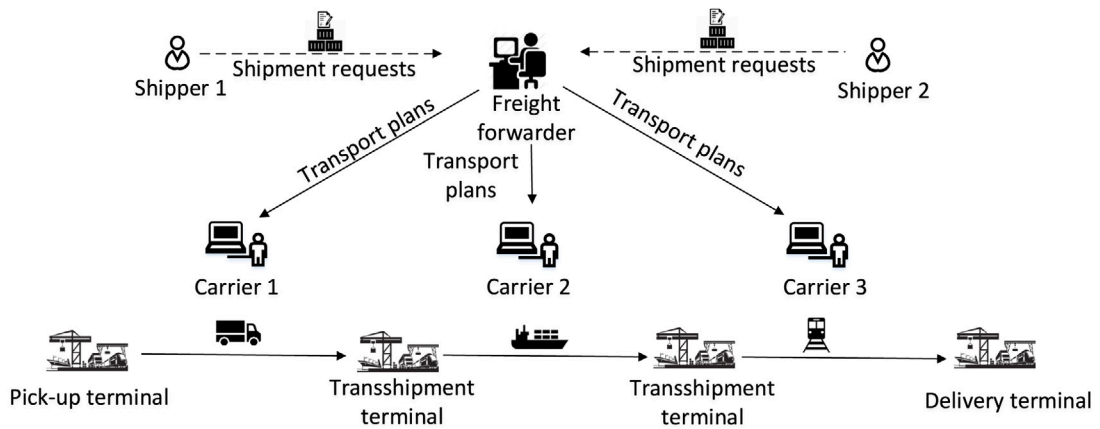 Shipment requests
Shipment requests
Shipper 1
Shipper 2
Freight
forwarder
Transport plans
Transport
plans
Transport plans
Carrier 1
Carrier 2
Carrier 3
Pick-up terminal
Transshipment
terminal
Transshipment
terminal
Delivery terminal